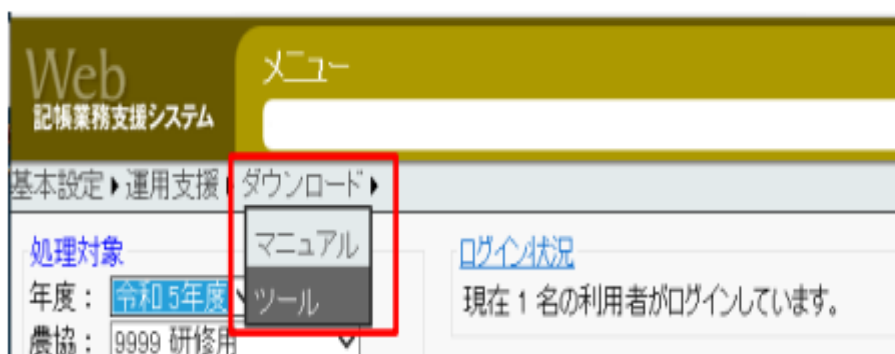 Web
記帳業務支援システム
メニュー
基本設定▶運用支援▶ダウンロード▶
マニュアル
ツール
処理対象
年度： 令和 5年度
農協： 9999 研修用
ログイン状況
現在 1 名の利用者がログインしています。